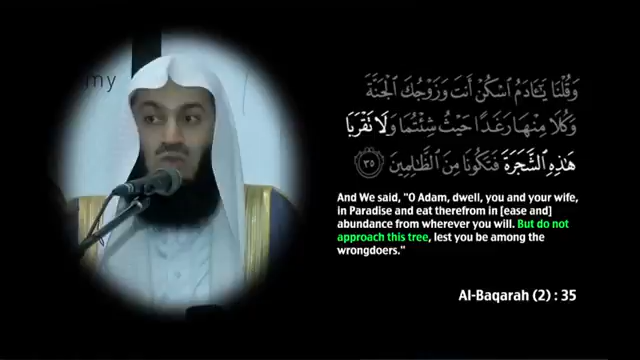 my
وَقُلْنَا يَـٰٓـَٔادَمُ ٱسْكُنْ أَنتَ وَزَوْجُكَ ٱلْجَنَّةَ
وَكُلَا مِنْهَا رَغَدًا حَيْثُ شِئْتُمَا وَلَا تَقْرَبَا
هَـٰذِهِ ٱلشَّجَرَةَ فَتَكُونَا مِنَ ٱلظَّـٰلِمِينَ ٣٥
And We said, "O Adam, dwell, you and your wife,
in Paradise and eat therefrom in [ease and]
abundance from wherever you will. But do not
approach this tree, lest you be among the
wrongdoers."
Al-Baqarah (2) : 35